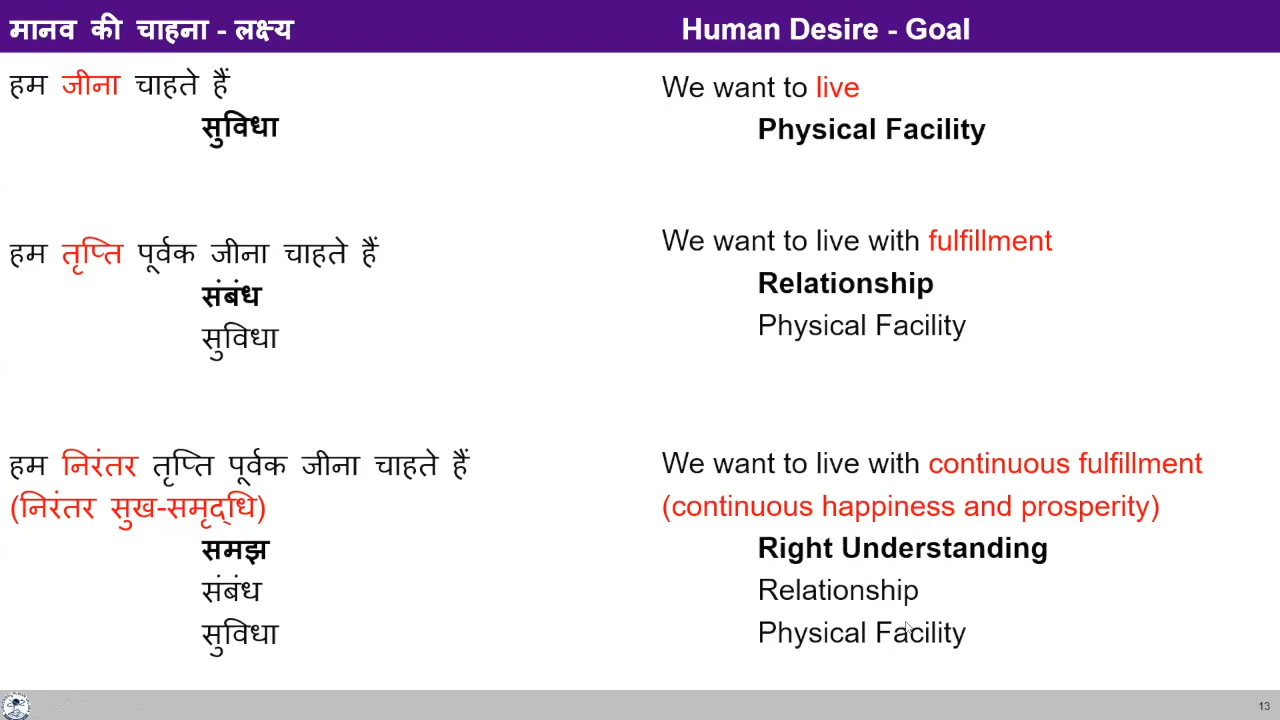 मानव की चाहना - लक्ष्य
Human Desire - Goal
हम जीना चाहते हैं
सुविधा
We want to live
Physical Facility
हम तृप्ति पूर्वक जीना चाहते हैं
संबंध
सुविधा
We want to live with fulfillment
Relationship
Physical Facility
हम निरंतर तृप्ति पूर्वक जीना चाहते हैं
(निरंतर सुख-समृद्धि)
समझ
संबंध
सुविधा
We want to live with continuous fulfillment
(continuous happiness and prosperity)
Right Understanding
Relationship
Physical Facility
13